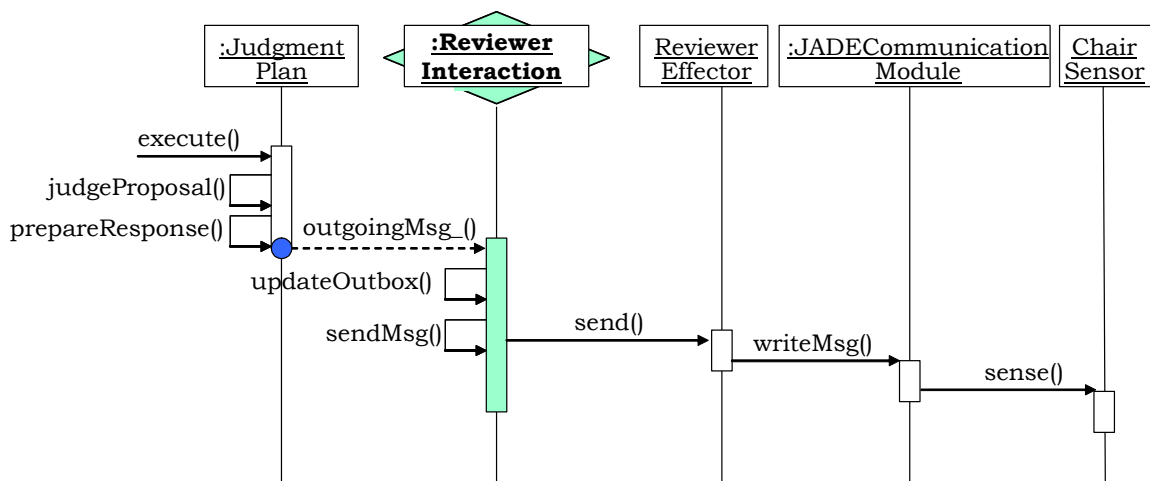 :Judgment
Plan
:Reviewer
Interaction
Reviewer
Effector
:JADECommunication
Module
Chair
Sensor
execute()
judgeProposal()
prepareResponse()
outgoingMsg_()
updateOutbox()
sendMsg()
send()
writeMsg()
sense()